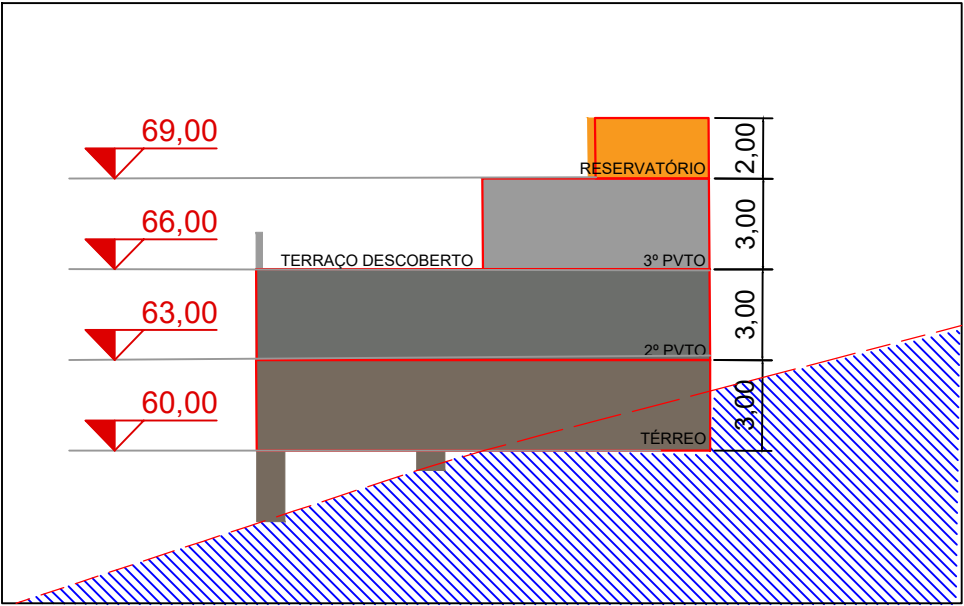 69,00
2,00
RESERVATÓRIO
66,00
3,00
TERRAÇO DESCOBERTO
3º PVTO
63,00
3,00
2º PVTO
60,00
3,00
TÉRREO